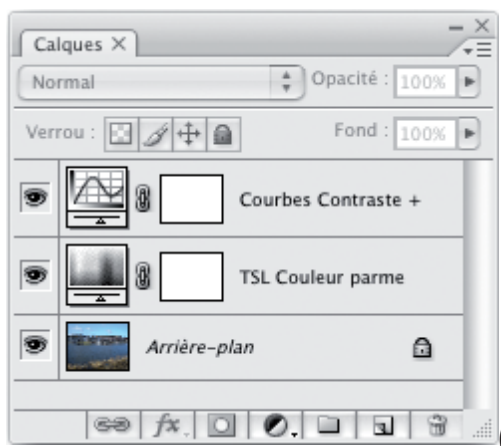 Calques
Normal Opacité : 100%
Verrou : Fond : 100%
Courbes Contraste +
TSL Couleur parme
Arrière-plan
fx.